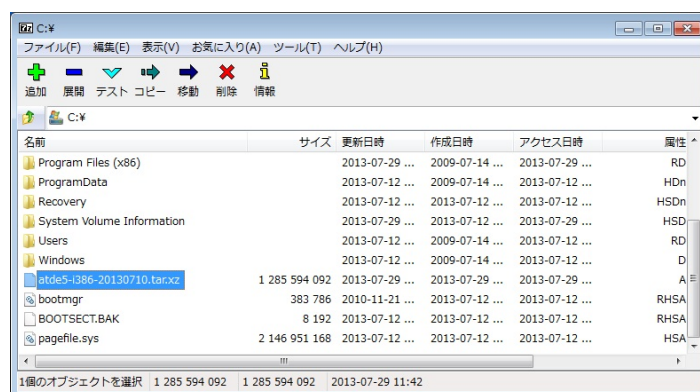 C:¥
ファイル(F) 編集(E) 表示(V) お気に入り(A) ツール(T) ヘルプ(H)
追加 展開 テスト コピー 移動 削除 情報
C:¥
名前 サイズ 更新日時 作成日時 アクセス日時 属性
Program Files (x86) 2013-07-29 ... 2009-07-14 ... 2013-07-29 ... RD
ProgramData 2013-07-12 ... 2009-07-14 ... 2013-07-12 ... HDn
Recovery 2013-07-12 ... 2013-07-12 ... 2013-07-12 ... HSDn
System Volume Information 2013-07-29 ... 2013-07-12 ... 2013-07-29 ... HSD
Users 2013-07-12 ... 2009-07-14 ... 2013-07-12 ... RD
Windows 2013-07-12 ... 2009-07-14 ... 2013-07-12 ... D
atde5-i386-20130710.tar.xz 1 285 594 092 2013-07-29 ... 2013-07-29 ... 2013-07-29 ... A
bootmgr 383 786 2010-11-21 ... 2013-07-12 ... 2013-07-12 ... RHSA
BOOTSECT.BAK 8 192 2013-07-12 ... 2013-07-12 ... 2013-07-12 ... RHSA
pagefile.sys 2 146 951 168 2013-07-12 ... 2013-07-12 ... 2013-07-12 ... HSA
1個のオブジェクトを選択 1 285 594 092 1 285 594 092 2013-07-29 11:42